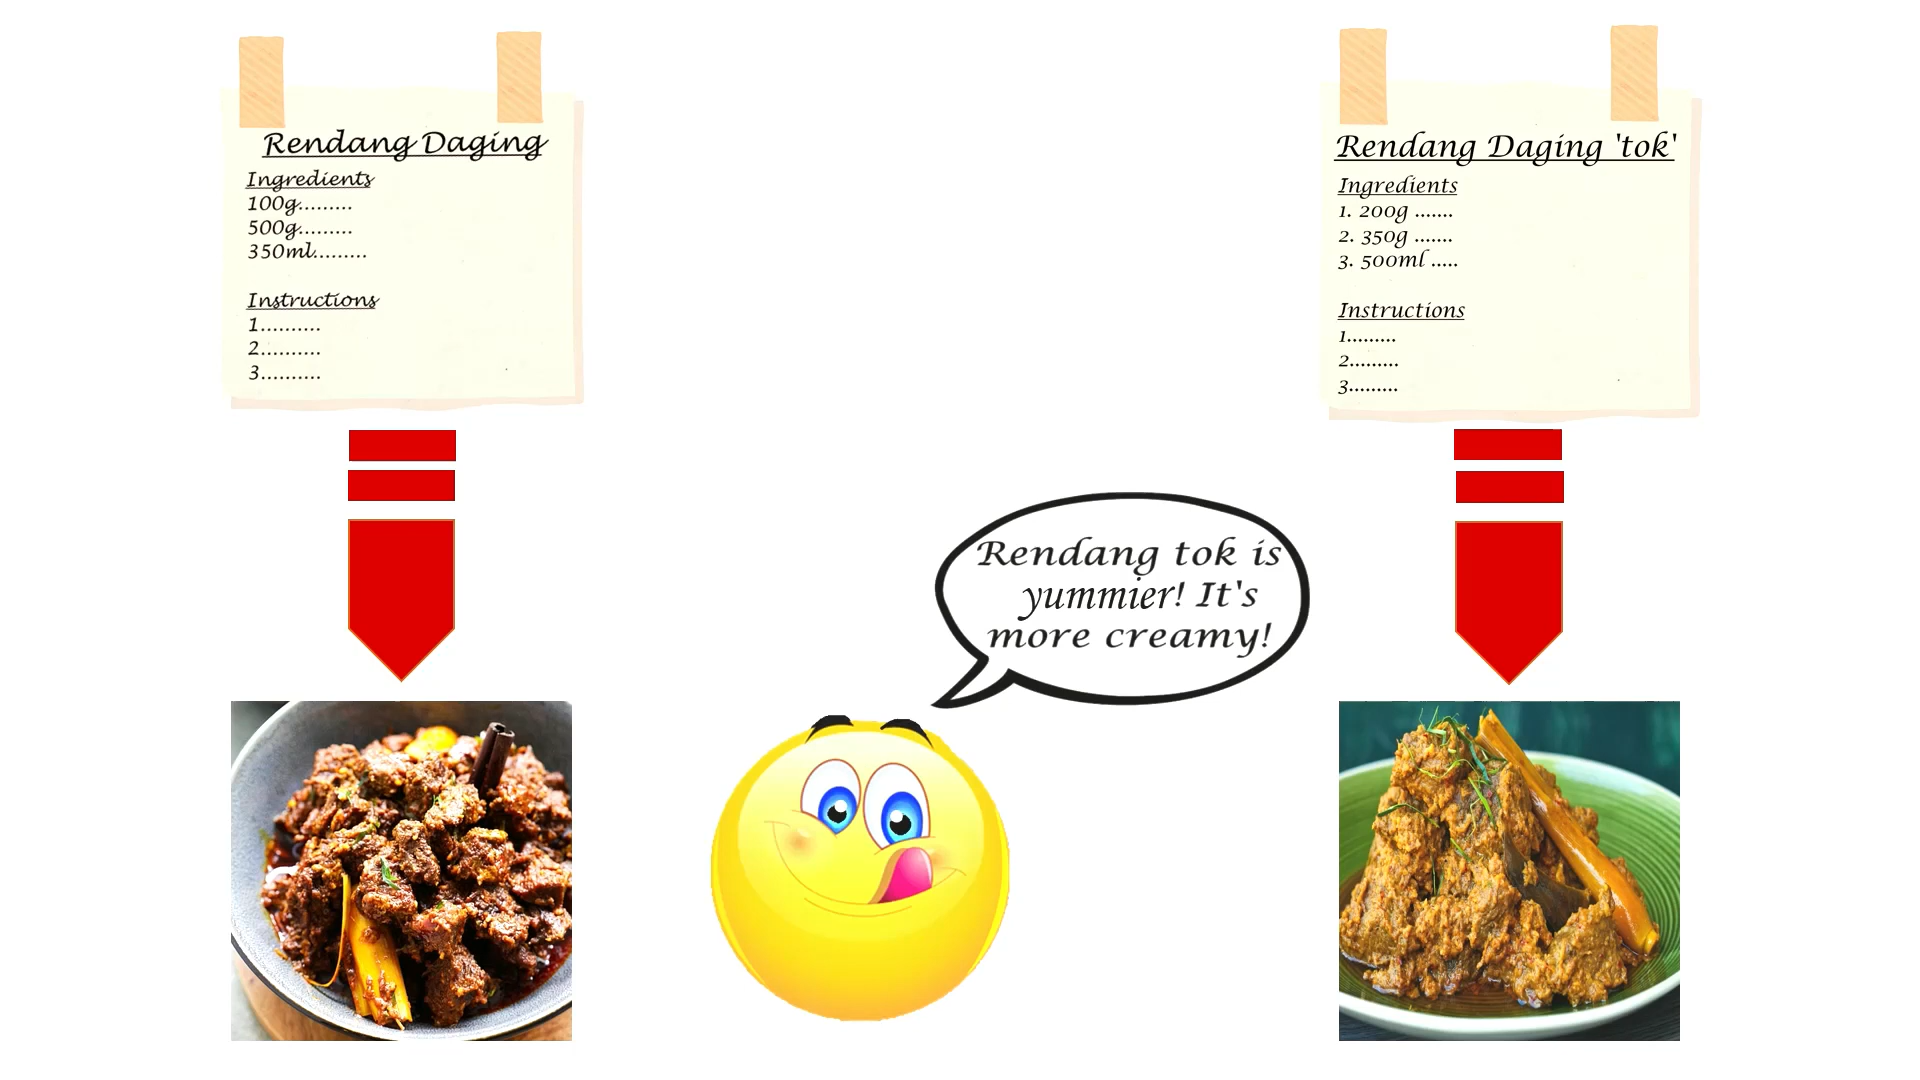 Rendang Daging
Ingredients
100g.........
500g.........
350ml.........
Instructions
1..........
2..........
3..........
Rendang Daging 'tok'
Ingredients
1. 200g .......
2. 350g .......
3. 500ml .....
Instructions
1.........
2.........
3.........
Rendang tok is
yummier! It's
more creamy!